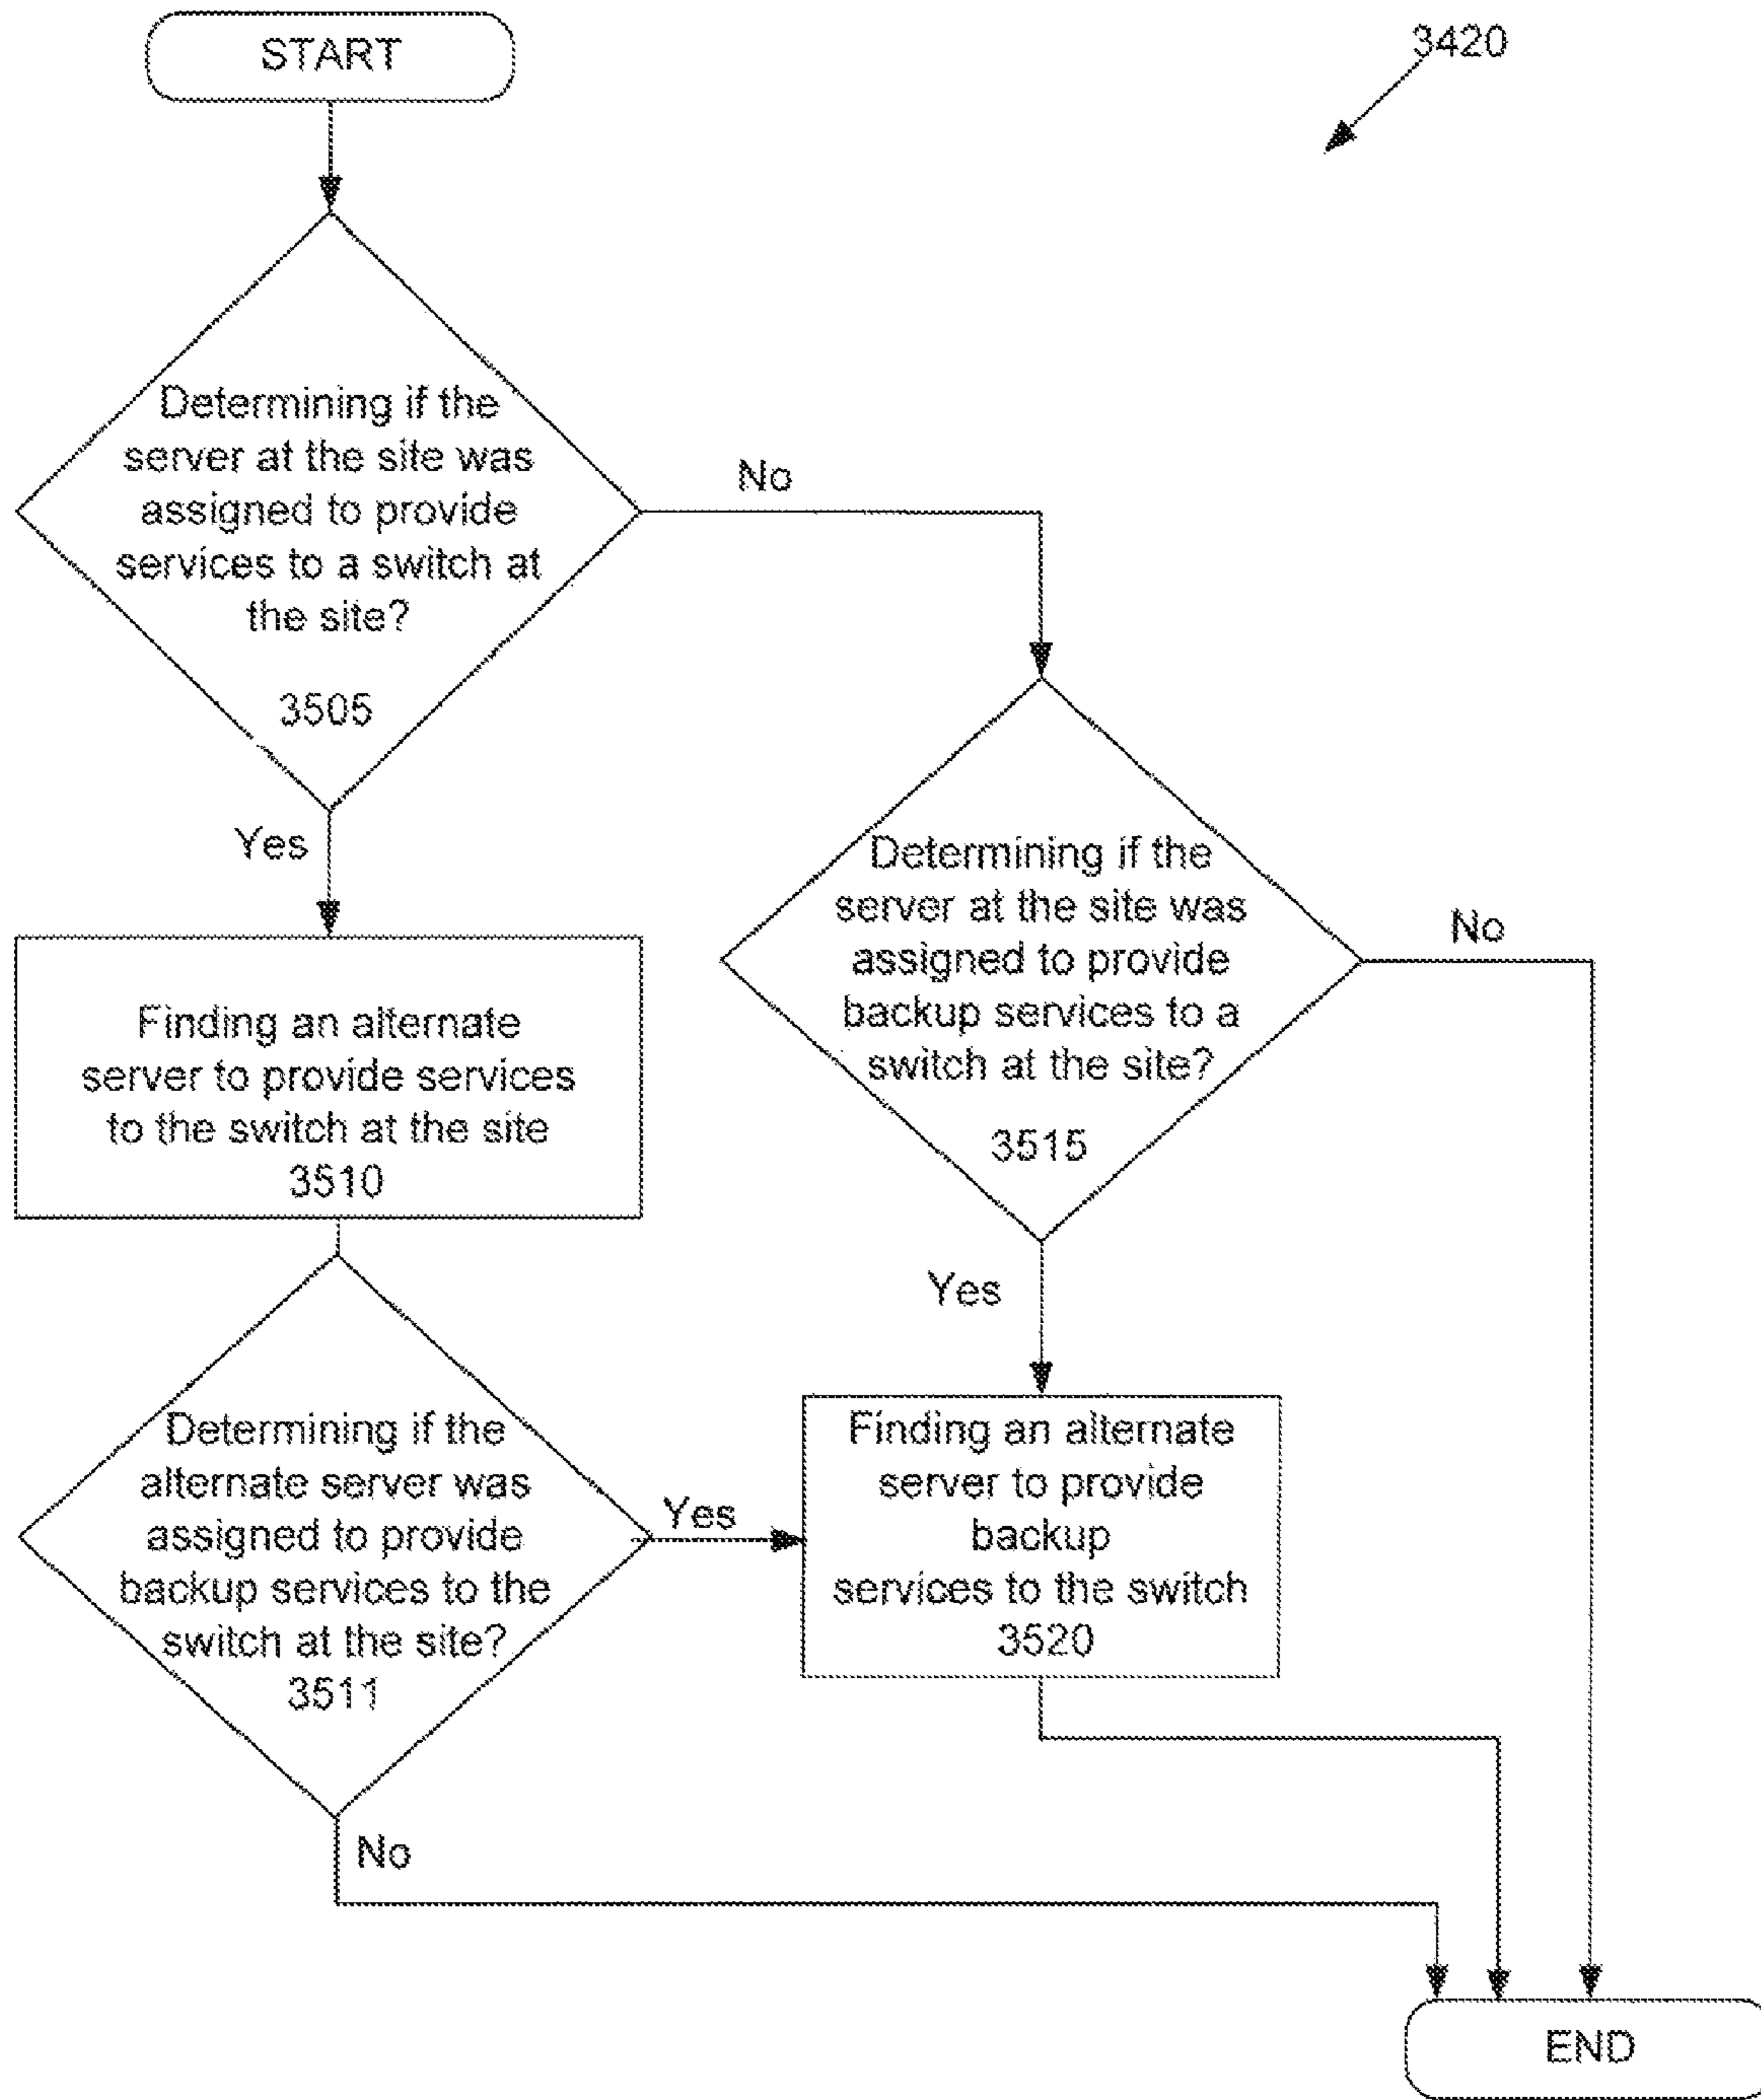 START
3420
Determining if the
server at the site was
assigned to provide
services to a switch at
the site?
3505
No
Yes
Finding an alternate
server to provide services
to the switch at the site
3510
Determining if the
server at the site was
assigned to provide
backup services to a
switch at the site?
3515
No
Yes
Determining if the
alternate server was
assigned to provide
backup services to the
switch at the site?
3511
Yes
No
Finding an alternate
server to provide
backup
services to the switch
3520
END